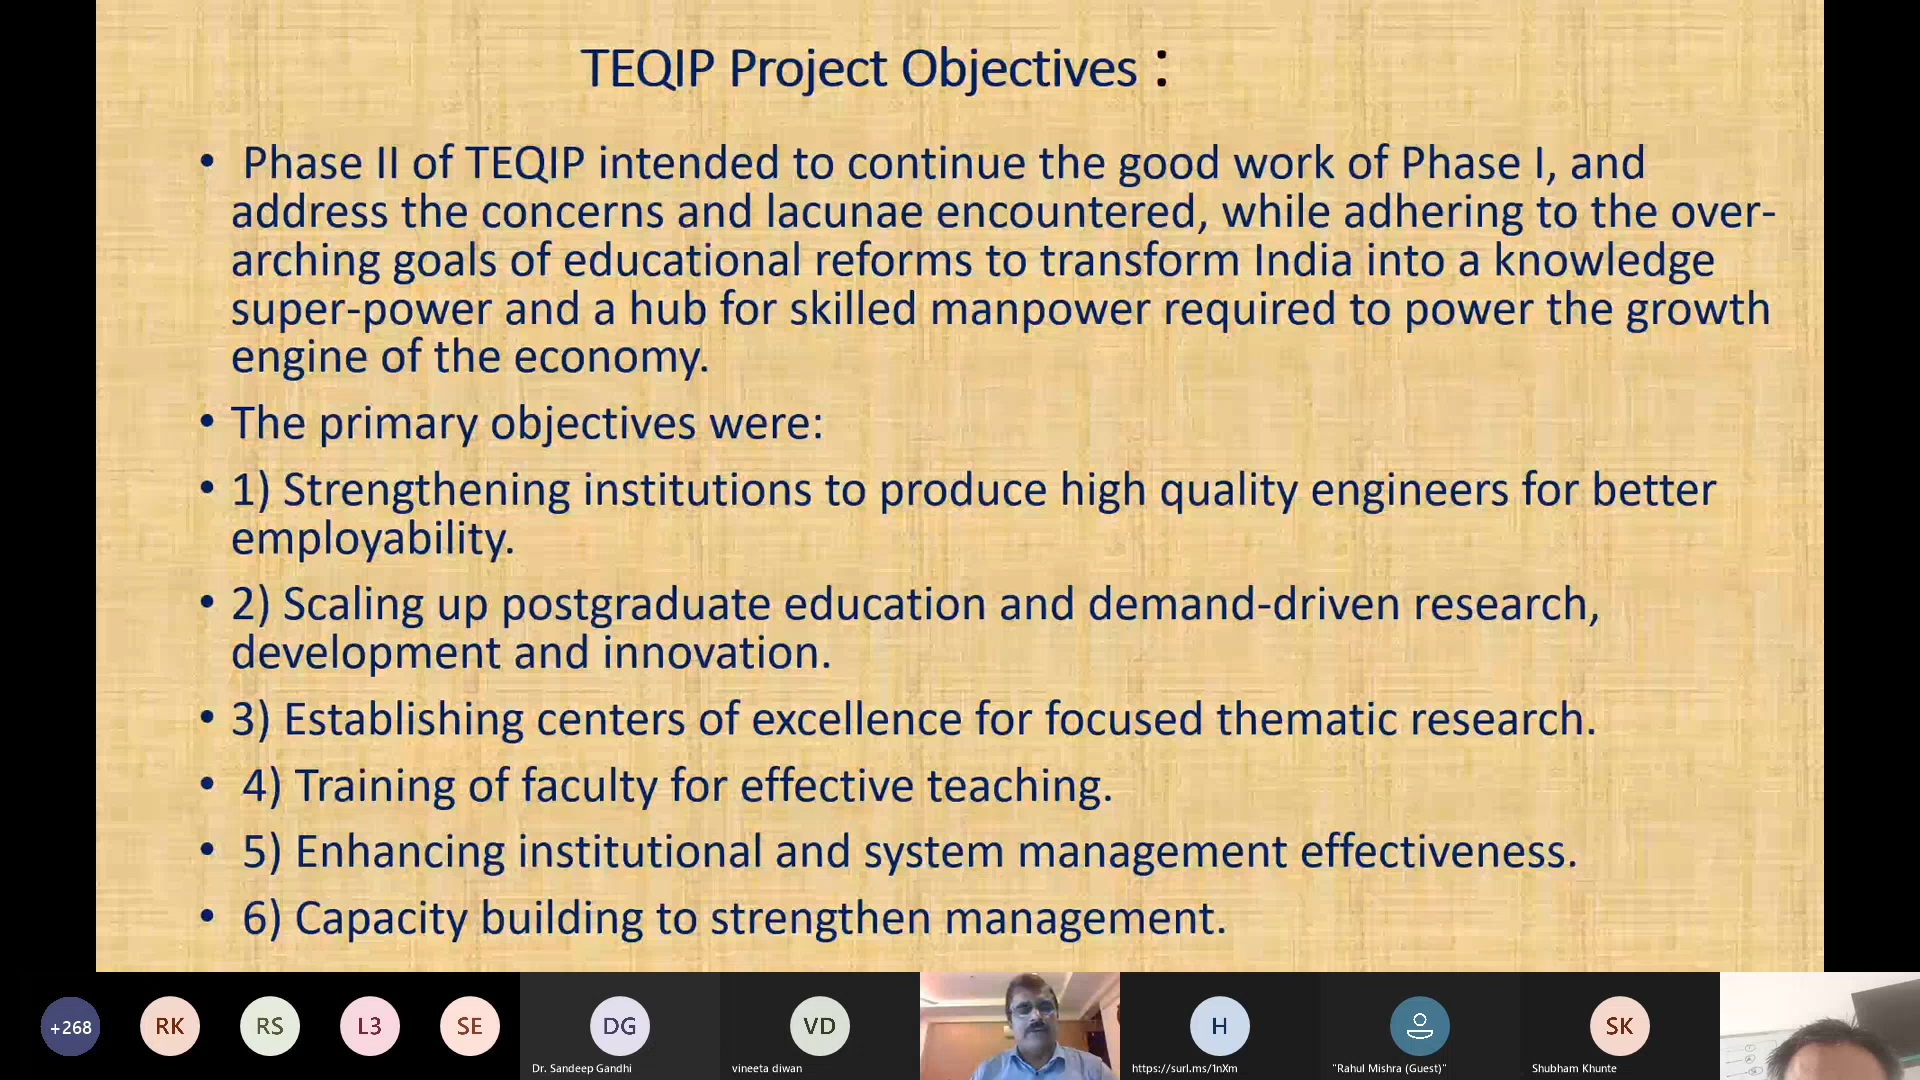 TEQIP Project Objectives :
• Phase II of TEQIP intended to continue the good work of Phase I, and
address the concerns and lacunae encountered, while adhering to the over-
arching goals of educational reforms to transform India into a knowledge
super-power and a hub for skilled manpower required to power the growth
engine of the economy.
• The primary objectives were:
• 1) Strengthening institutions to produce high quality engineers for better
employability.
• 2) Scaling up postgraduate education and demand-driven research,
development and innovation.
• 3) Establishing centers of excellence for focused thematic research.
• 4) Training of faculty for effective teaching.
• 5) Enhancing institutional and system management effectiveness.
• 6) Capacity building to strengthen management.
+268 RK RS L3 SE DG VD H SK
Dr. Sandeep Gandhi vineeta diwan https://surl.ms/1nXm "Rahul Mishra (Guest)" Shubham Khunte